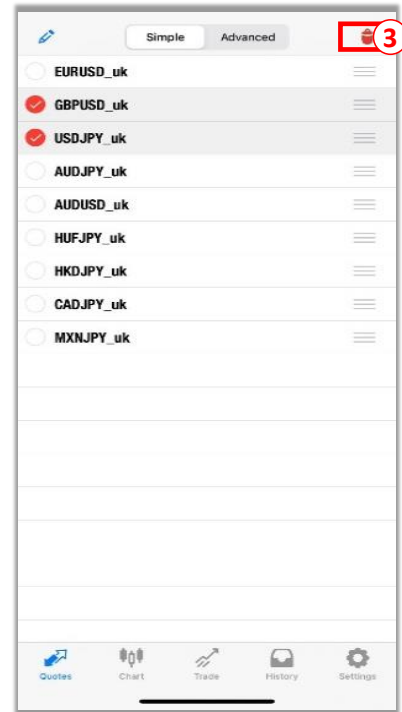 Simple Advanced ③
EURUSD_uk
GBPUSD_uk
USDJPY_uk
AUDJPY_uk
AUDUSD_uk
HUFJPY_uk
HKDJPY_uk
CADJPY_uk
MXNJPY_uk
Quotes Chart Trade History Settings